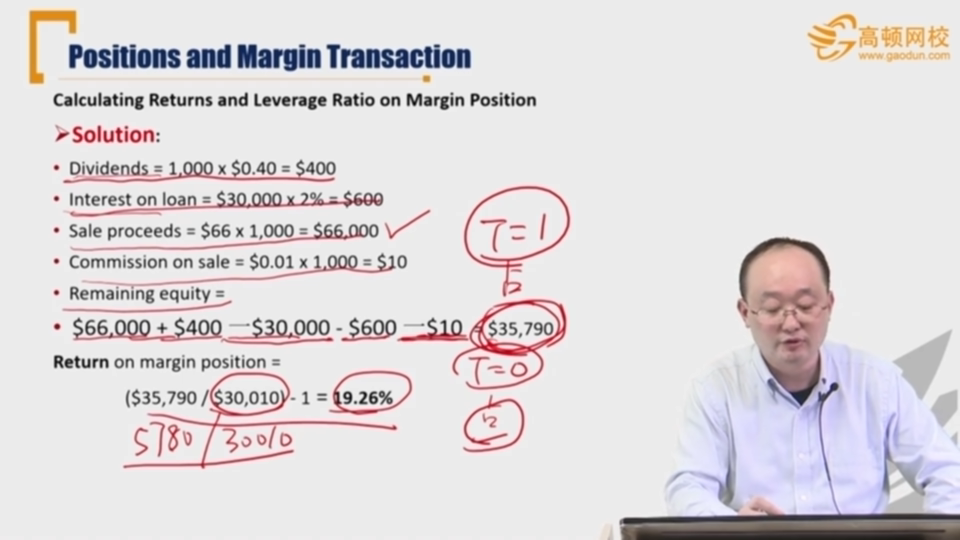 高顿网校
www.gaodun.com
Positions and Margin Transaction
Calculating Returns and Leverage Ratio on Margin Position
➢Solution:
• Dividends = 1,000 x $0.40 = $400
• Interest on loan = $30,000 x 2% = $600
• Sale proceeds = $66 x 1,000 = $66,000
• Commission on sale = $0.01 x 1,000 = $10
• Remaining equity =
• $66,000 + $400 —$30,000 - $600 —$10 = $35,790
Return on margin position =
($35,790 / $30,010) - 1 = 19.26%
5780/30010
T=1
T=0